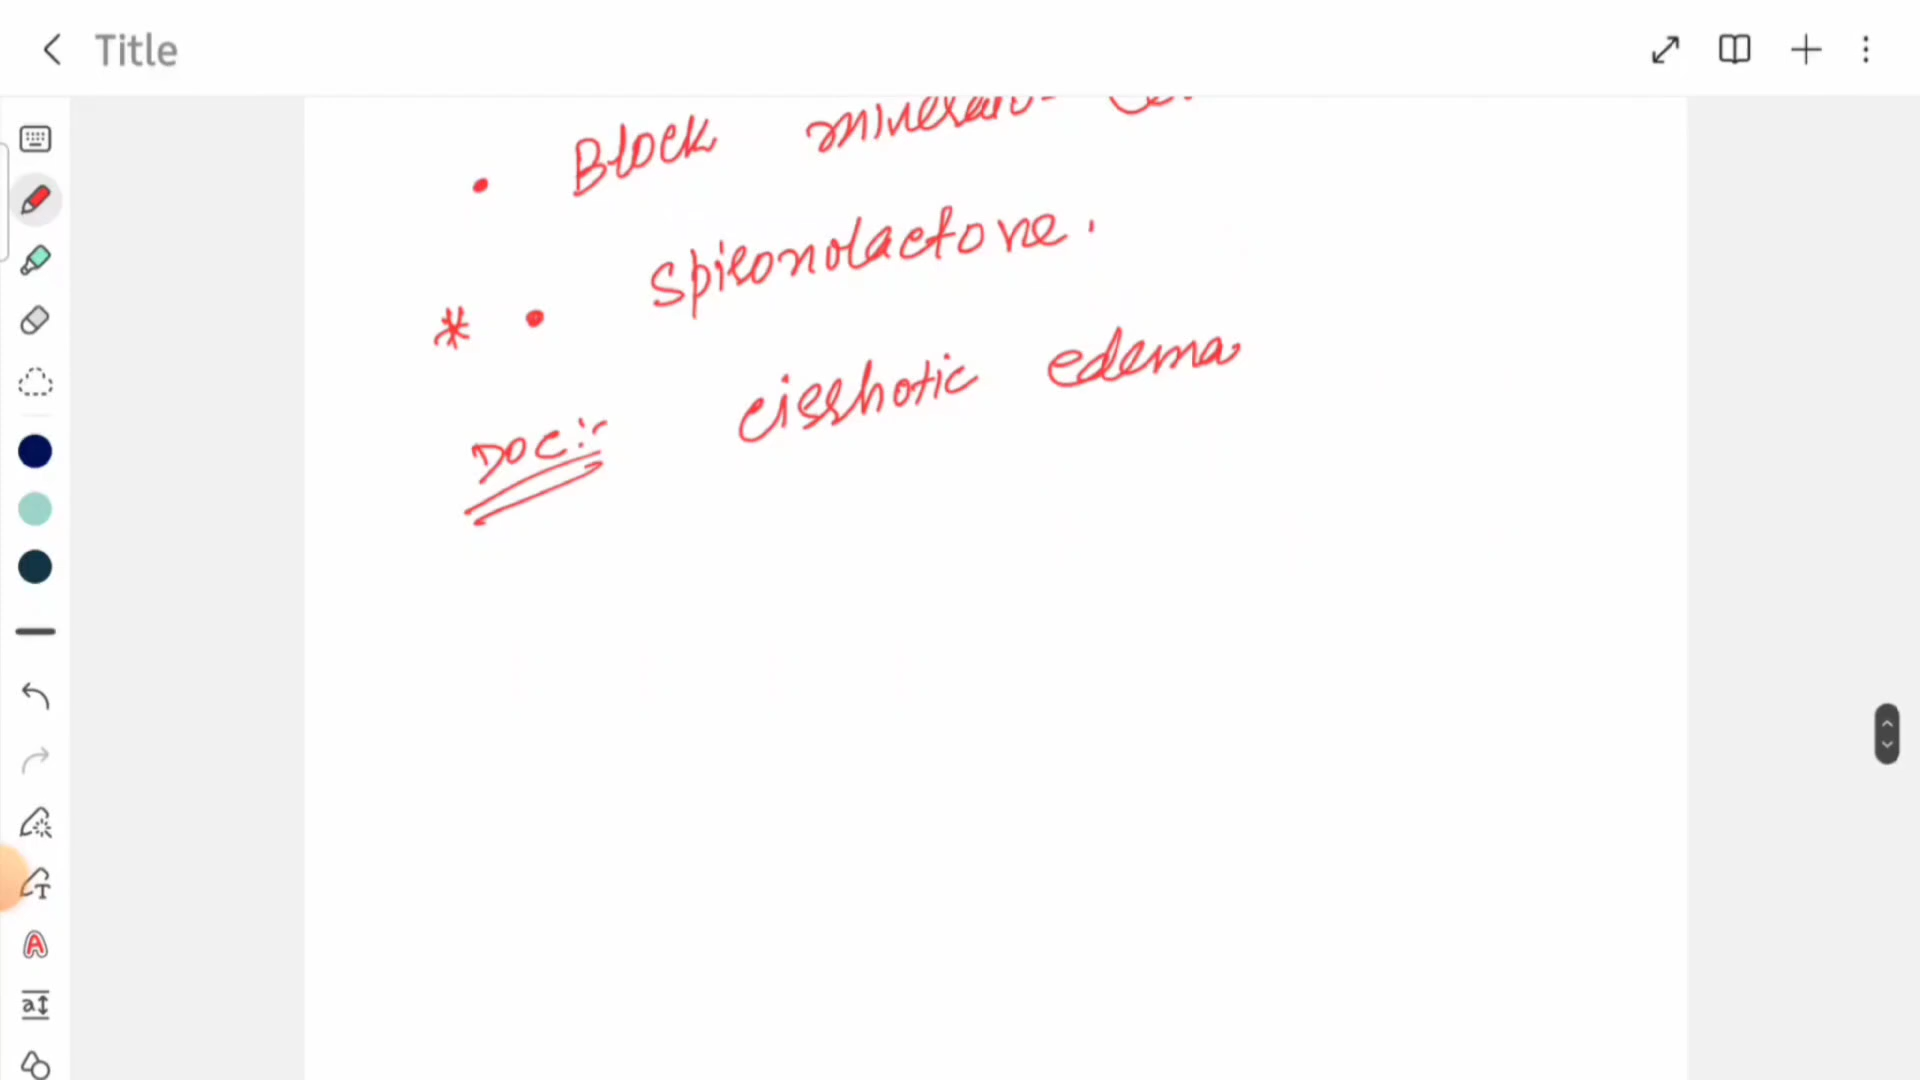 Title
• Block
* • Spironolactone.
DOC:- cirrhotic edema